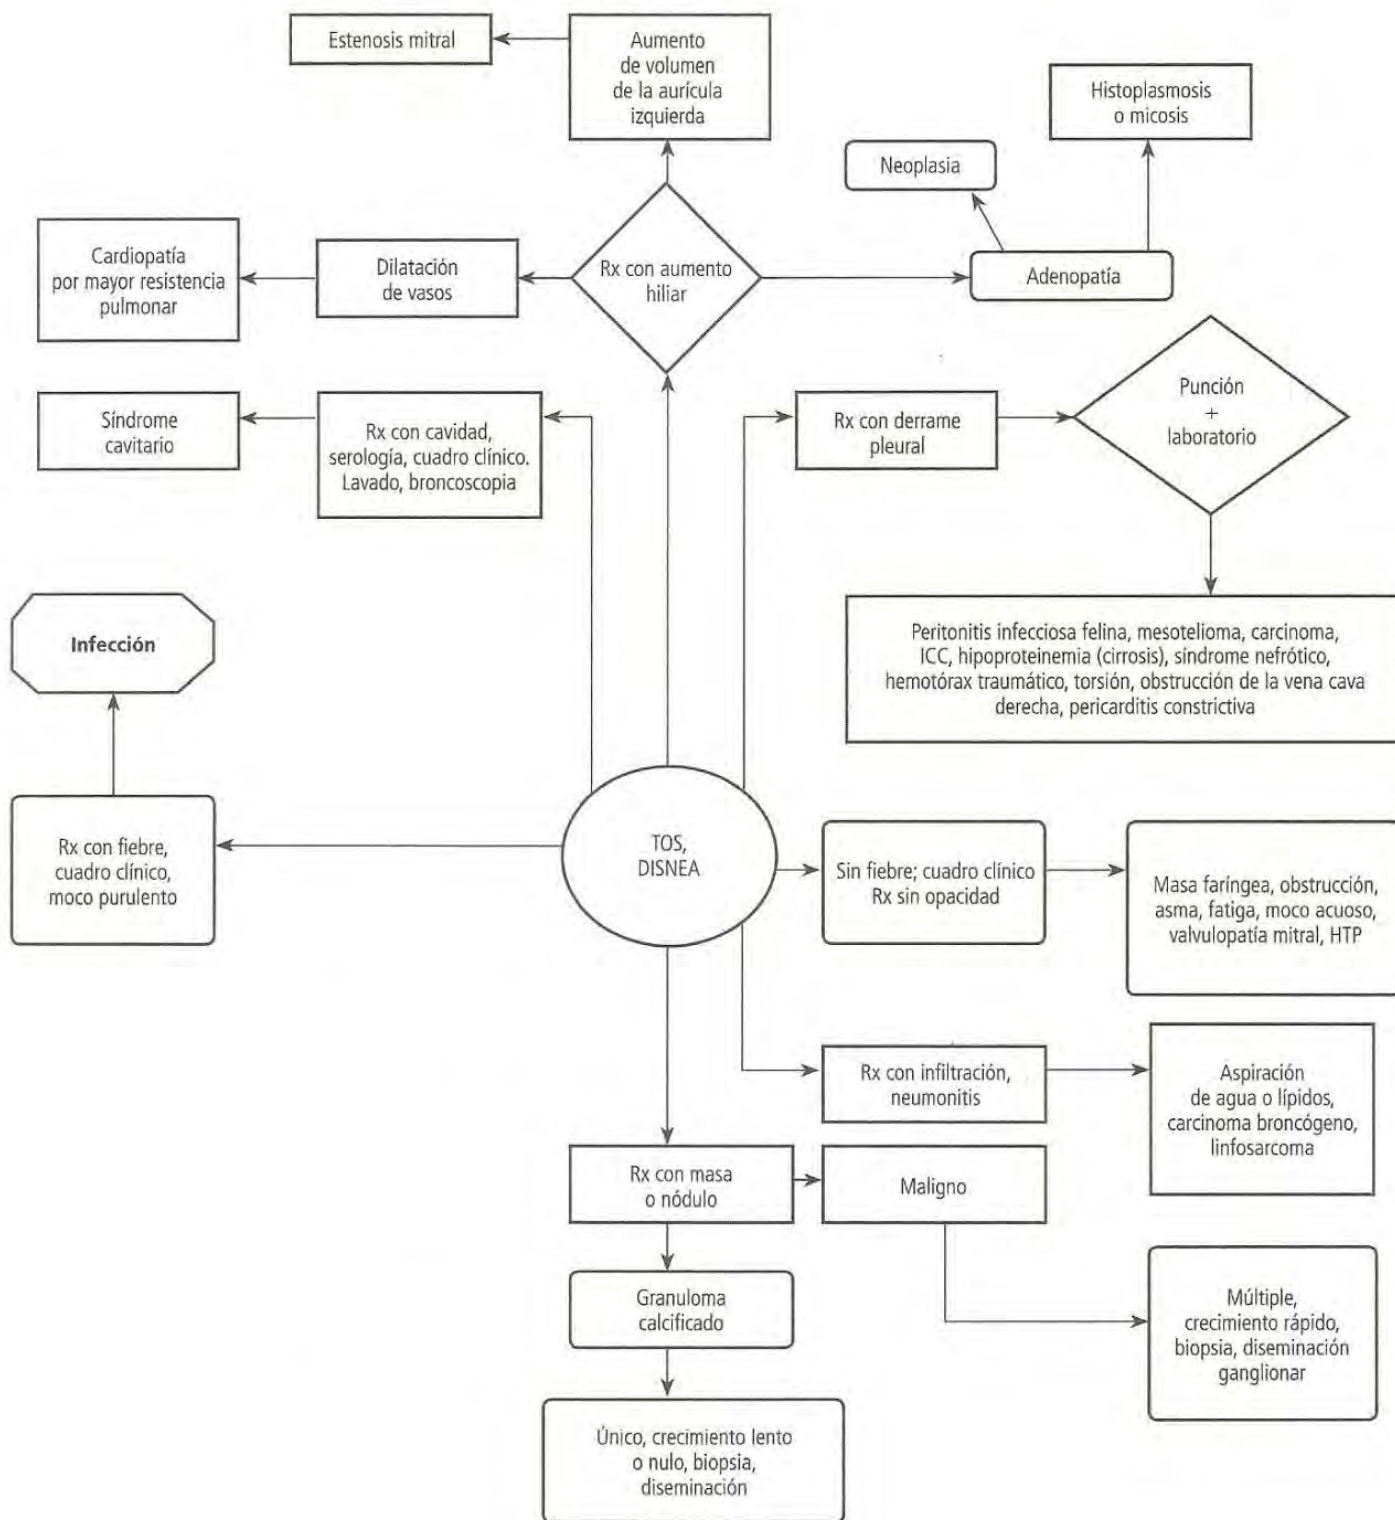 Estenosis mitral
Aumento
de volumen
de la aurícula
izquierda
Histoplasmosis
o micosis
Neoplasia
Cardiopatía
por mayor resistencia
pulmonar
Dilatación
de vasos
Rx con aumento
hiliar
Adenopatía
Síndrome
cavitario
Rx con cavidad,
serología, cuadro clínico.
Lavado, broncoscopia
Rx con derrame
pleural
Punción
+
laboratorio
Infección
Peritonitis infecciosa felina, mesotelioma, carcinoma,
ICC, hipoproteinemia (cirrosis), síndrome nefrótico,
hemotórax traumático, torsión, obstrucción de la vena cava
derecha, pericarditis constrictiva
Rx con fiebre,
cuadro clínico,
moco purulento
TOS,
DISNEA
Sin fiebre; cuadro clínico
Rx sin opacidad
Masa faríngea, obstrucción,
asma, fatiga, moco acuoso,
valvulopatía mitral, HTP
Rx con infiltración,
neumonitis
Aspiración
de agua o lípidos,
carcinoma broncógeno,
linfosarcoma
Rx con masa
o nódulo
Maligno
Granuloma
calcificado
Múltiple,
crecimiento rápido,
biopsia, diseminación
ganglionar
Único, crecimiento lento
o nulo, biopsia,
diseminación